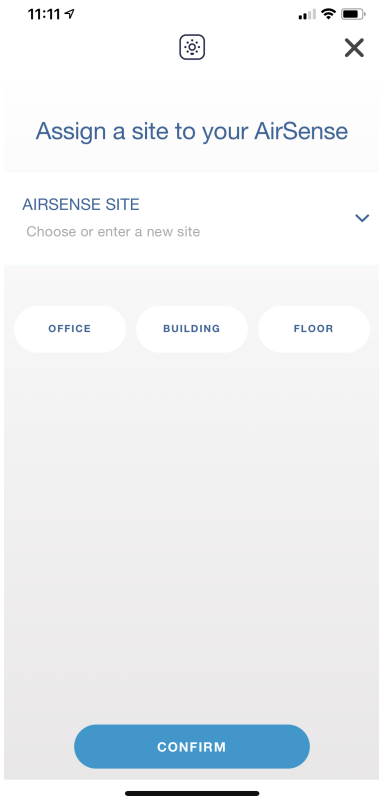 11:11
Assign a site to your AirSense
AIRSENSE SITE
Choose or enter a new site
OFFICE
BUILDING
FLOOR
CONFIRM